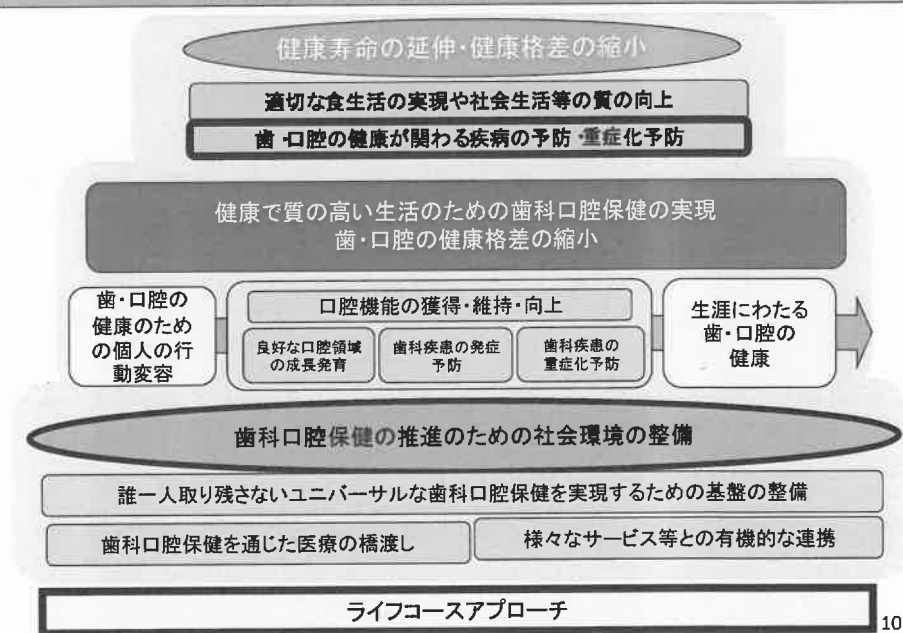 健康寿命の延伸・健康格差の縮小
適切な食生活の実現や社会生活等の質の向上
歯・口腔の健康が関わる疾病の予防・重症化予防
健康で質の高い生活のための歯科口腔保健の実現
歯・口腔の健康格差の縮小
歯・口腔の
健康のため
の個人の行
動変容
口腔機能の獲得・維持・向上
良好な口腔領域
の成長発育
歯科疾患の発症
予防
歯科疾患の
重症化予防
生涯にわたる
歯・口腔の
健康
歯科口腔保健の推進のための社会環境の整備
誰一人取り残さないユニバーサルな歯科口腔保健を実現するための基盤の整備
歯科口腔保健を通じた医療の橋渡し
様々なサービス等との有機的な連携
ライフコースアプローチ
10